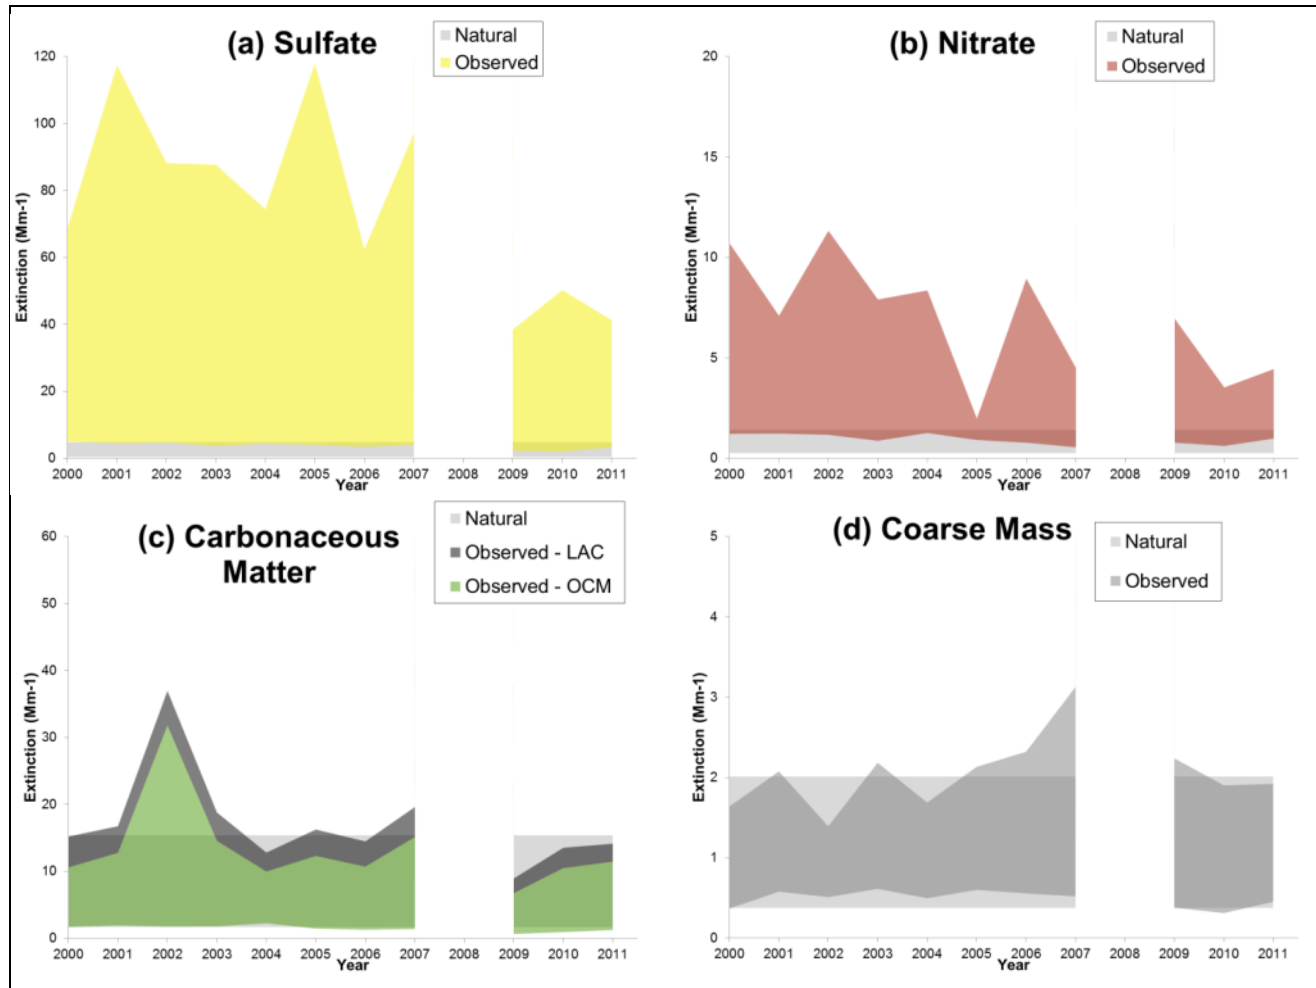 (a) Sulfate
Natural
Observed
120
100
80
60
40
20
0
Extinction (Mm-1)
2000 2001 2002 2003 2004 2005 2006 2007 2008 2009 2010 2011
Year
(b) Nitrate
Natural
Observed
20
15
10
5
0
Extinction (Mm-1)
2000 2001 2002 2003 2004 2005 2006 2007 2008 2009 2010 2011
Year
(c) Carbonaceous
Matter
Natural
Observed - LAC
Observed - OCM
60
50
40
30
20
10
0
Extinction (Mm-1)
2000 2001 2002 2003 2004 2005 2006 2007 2008 2009 2010 2011
Year
(d) Coarse Mass
Natural
Observed
5
4
3
2
1
0
Extinction (Mm-1)
2000 2001 2002 2003 2004 2005 2006 2007 2008 2009 2010 2011
Year